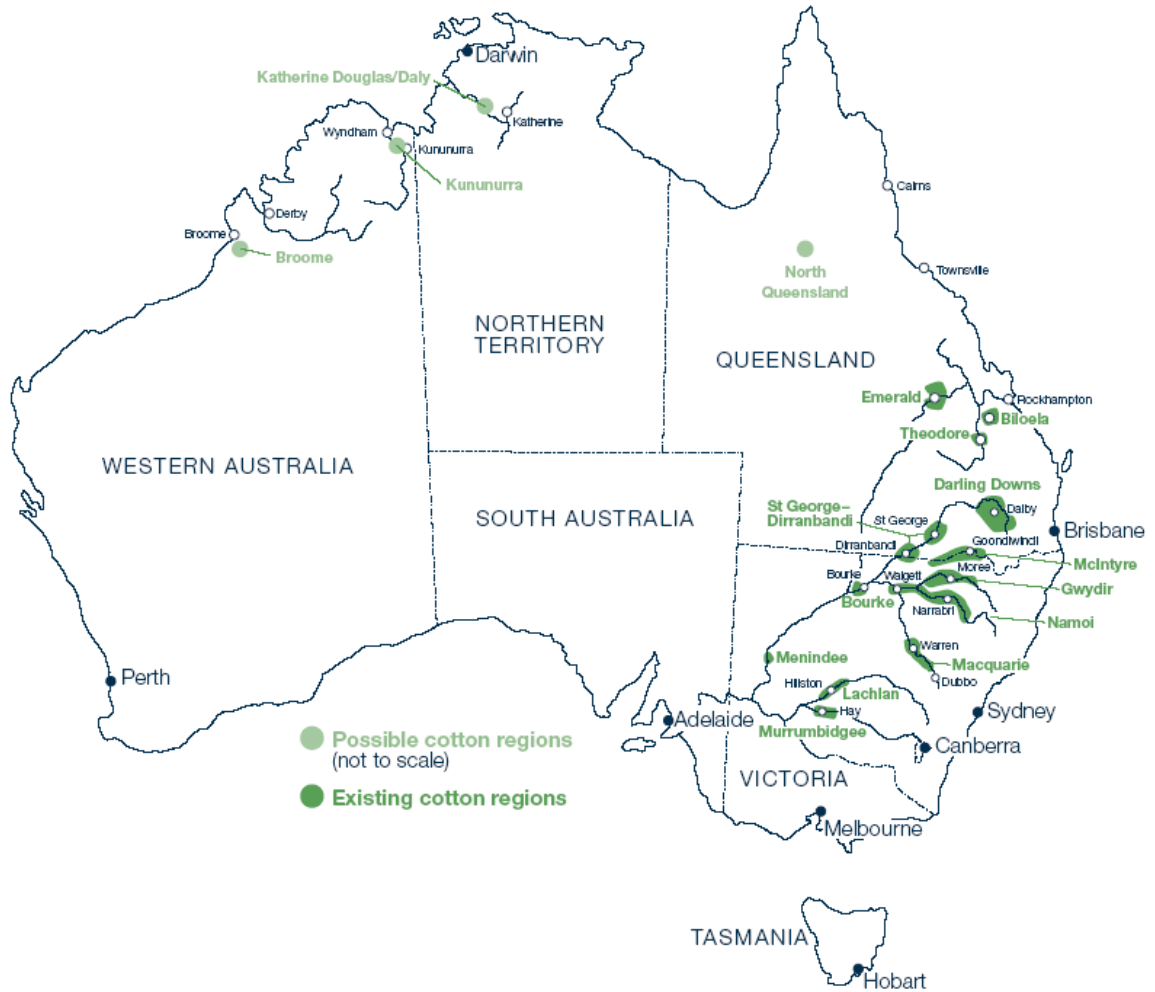 Darwin
Katherine Douglas/Daly
Katherine
Wyndham
Kununurra
Kununurra
Cairns
Derby
Broome
Broome
North
Queensland
Townsville
NORTHERN
TERRITORY
QUEENSLAND
Emerald
Rockhampton
Biloela
Theodore
WESTERN AUSTRALIA
Darling Downs
St George–
Dirranbandi
St George
Dalby
SOUTH AUSTRALIA
Brisbane
Dirranbandi
Goondiwindi
McIntyre
Moree
Bourke
Walgett
Gwydir
Bourke
Narrabri
Namoi
Warren
Menindee
Macquarie
Perth
Dubbo
Hillston
Lachlan
Hay
Sydney
Adelaide
Murrumbidgee
Canberra
Possible cotton regions
(not to scale)
VICTORIA
Existing cotton regions
Melbourne
TASMANIA
Hobart